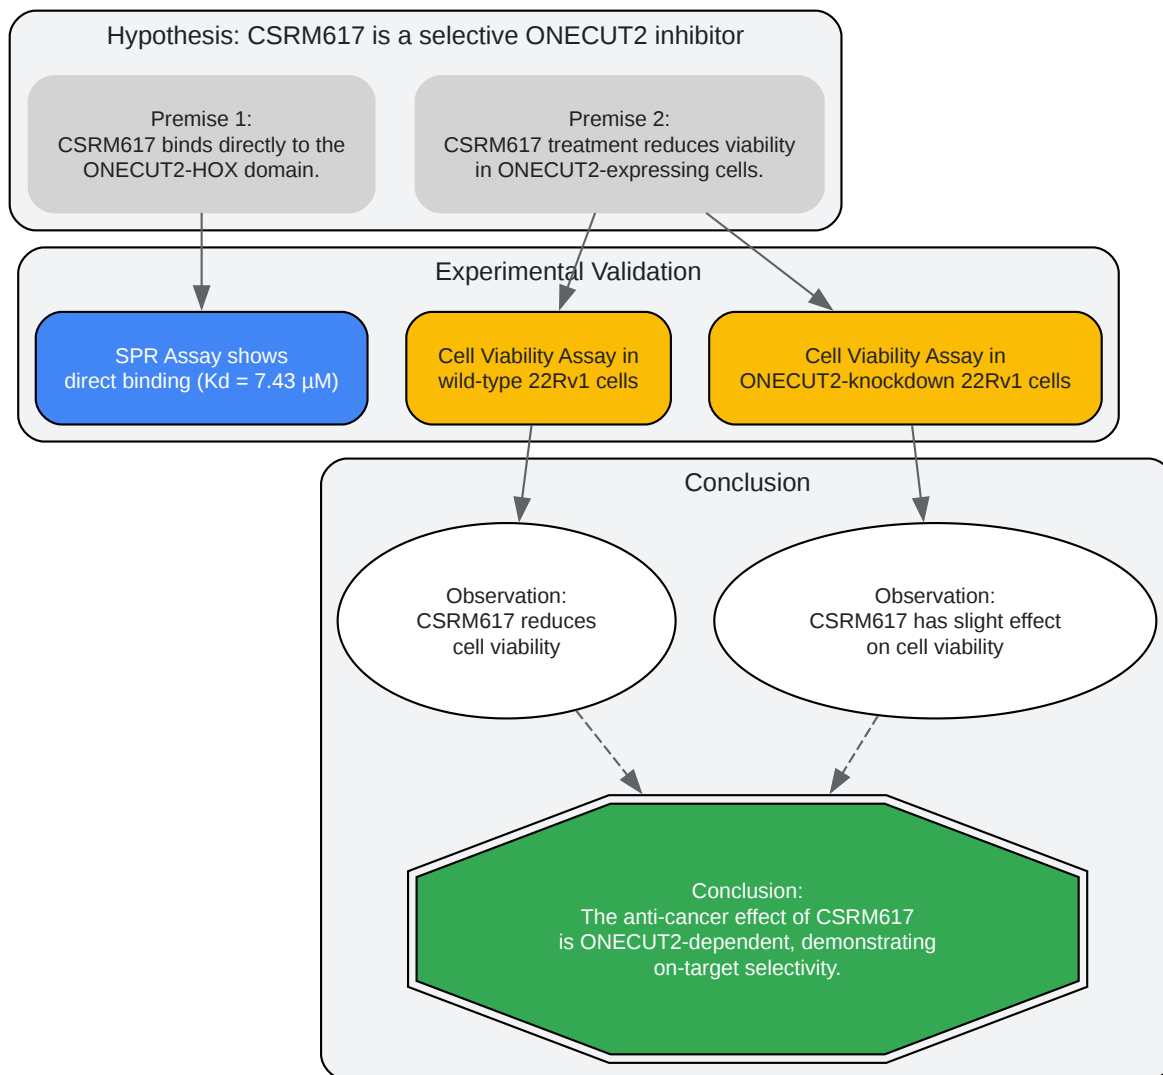 Hypothesis: CSRM617 is a selective ONECUT2 inhibitor
Premise 1:
CSRM617 binds directly to the
ONECUT2-HOX domain.
Premise 2:
CSRM617 treatment reduces viability
in ONECUT2-expressing cells.
Experimental Validation
SPR Assay shows
direct binding (Kd = 7.43 µM)
Cell Viability Assay in
wild-type 22Rv1 cells
Cell Viability Assay in
ONECUT2-knockdown 22Rv1 cells
Conclusion
Observation:
CSRM617 reduces
cell viability
Observation:
CSRM617 has slight effect
on cell viability
Conclusion:
The anti-cancer effect of CSRM617
is ONECUT2-dependent, demonstrating
on-target selectivity.